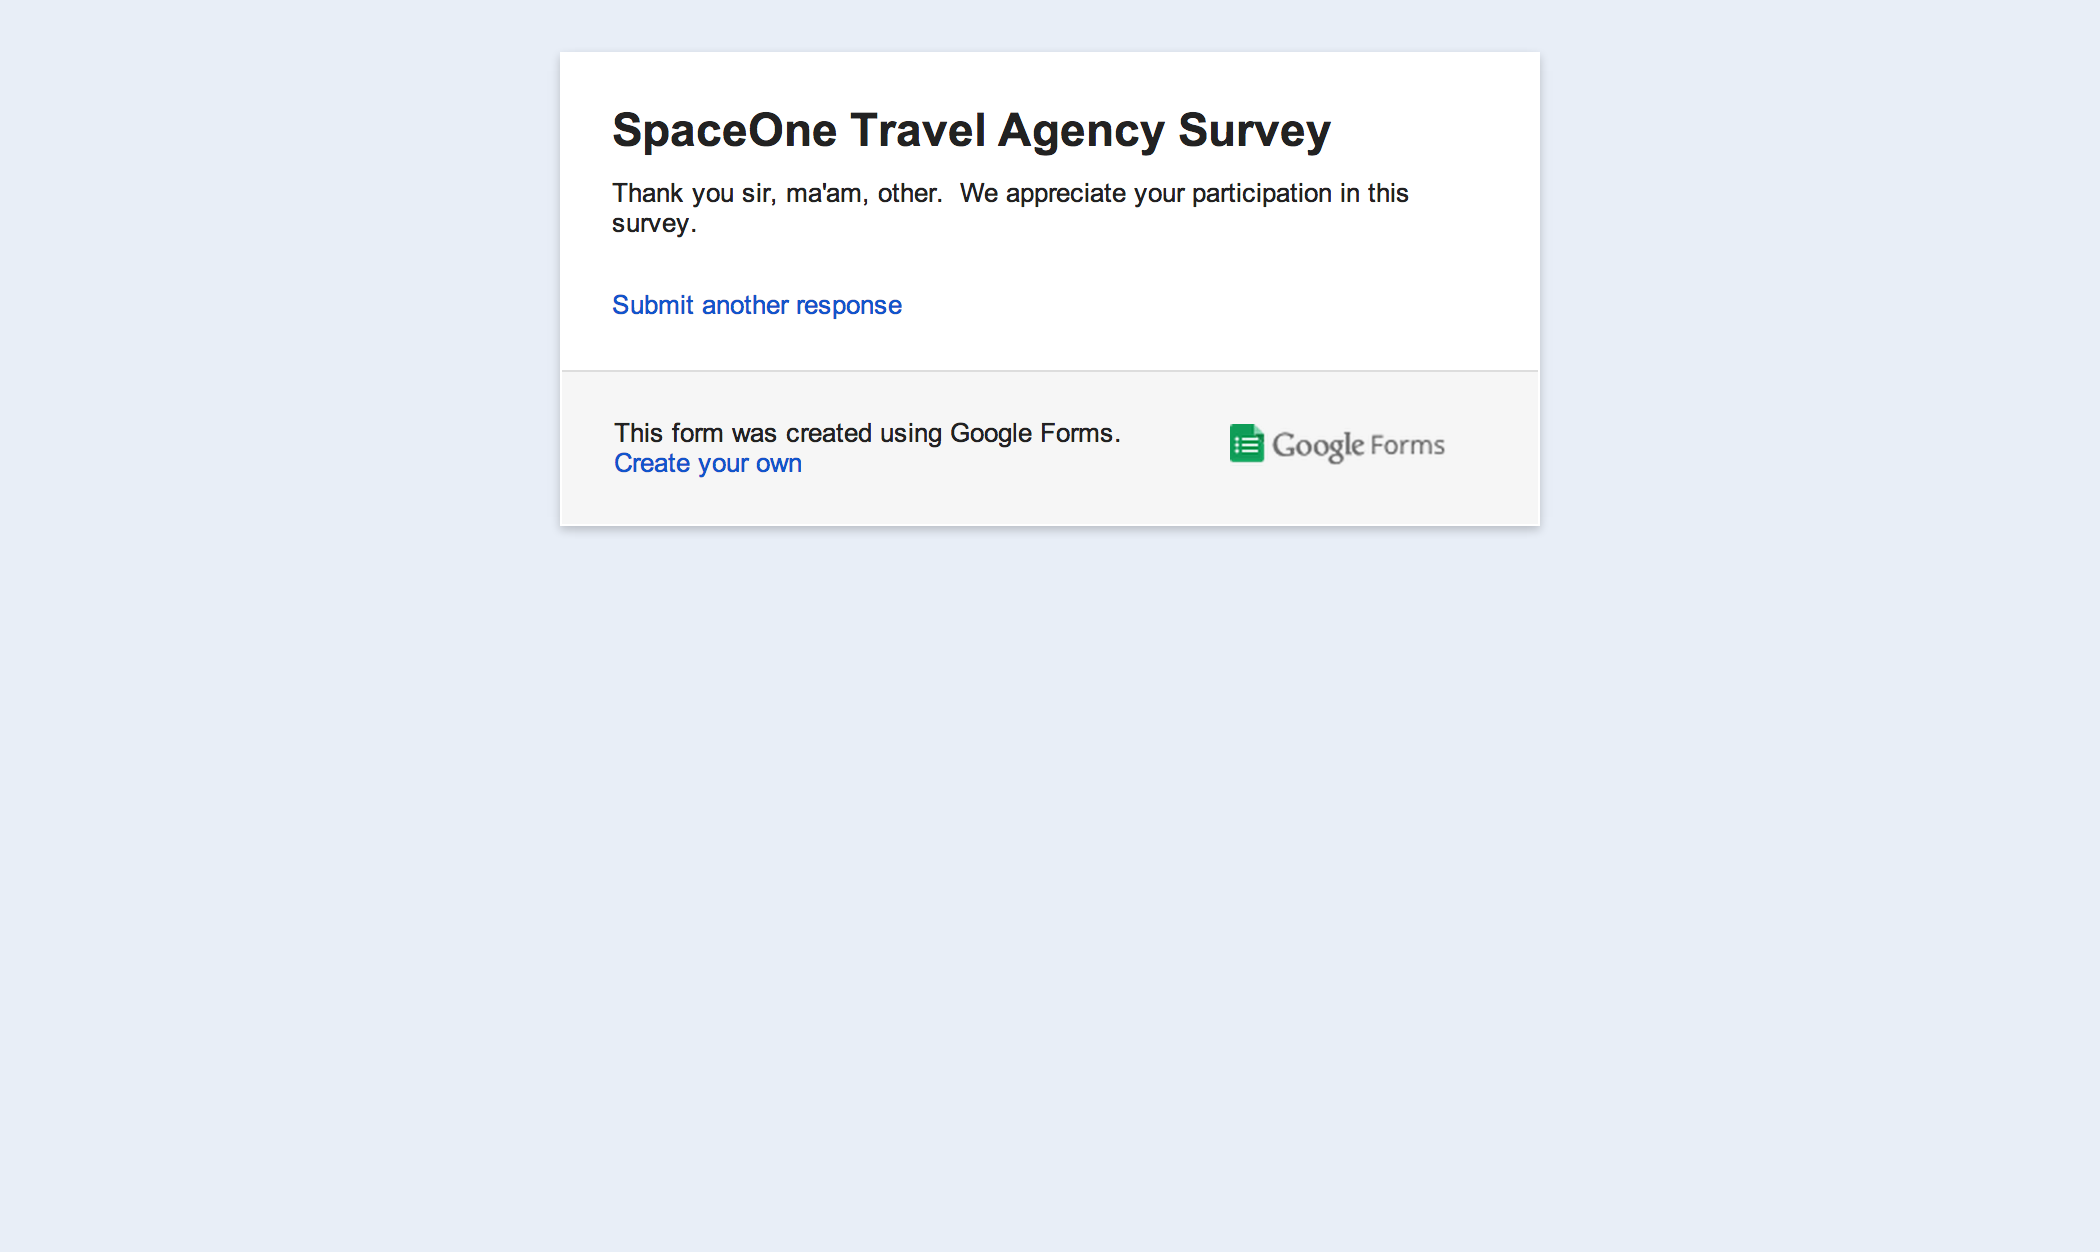 SpaceOne Travel Agency Survey
Thank you sir, ma'am, other.  We appreciate your participation in this
survey.
Submit another response
This form was created using Google Forms.
Create your own
Google Forms